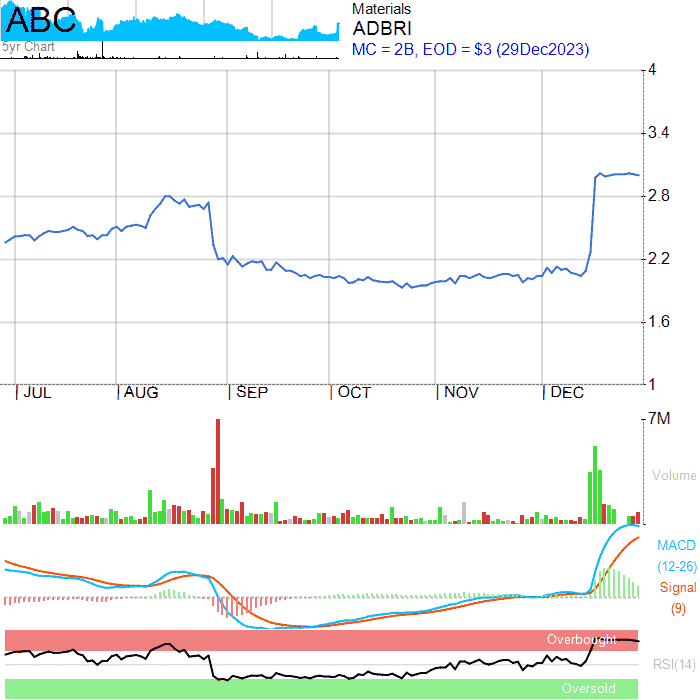 ABC
5yr Chart
Materials
ADBRI
MC = 2B, EOD = $3 (29Dec2023)
4
3.4
2.8
2.2
1.6
1
JUL AUG SEP OCT NOV DEC
7M
Volume
MACD
(12-26)
Signal
(9)
Overbought
RSI(14)
Oversold